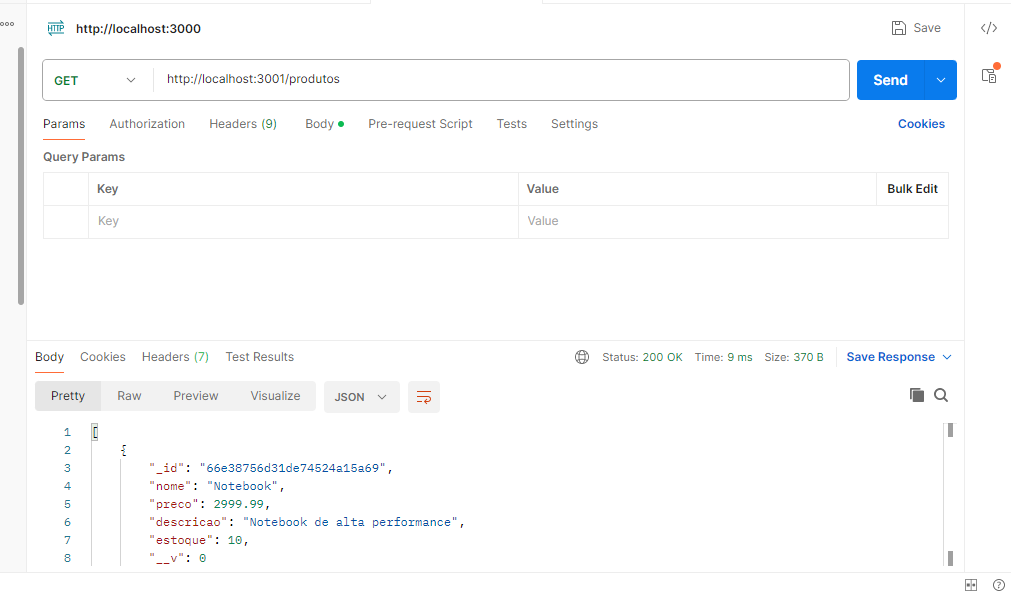 HTTP http://localhost:3000 Save
GET http://localhost:3001/produtos Send
Params Authorization Headers (9) Body Pre-request Script Tests Settings Cookies
Query Params
Key Value Bulk Edit
Key Value
Body Cookies Headers (7) Test Results Status: 200 OK Time: 9 ms Size: 370 B Save Response
Pretty Raw Preview Visualize JSON
1 [
2 {
3 "_id": "66e38756d31de74524a15a69",
4 "nome": "Notebook",
5 "preco": 2999.99,
6 "descricao": "Notebook de alta performance",
7 "estoque": 10,
8 "__v": 0